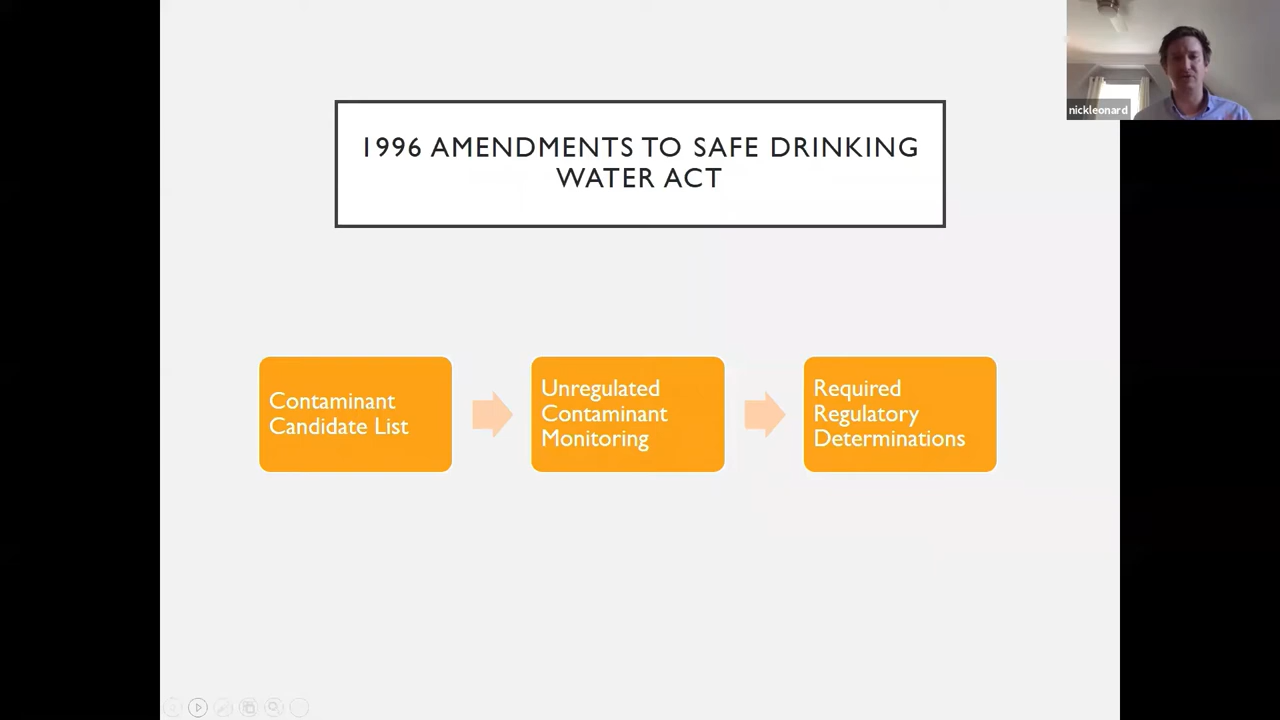 nickleonard
1996 AMENDMENTS TO SAFE DRINKING
WATER ACT
Contaminant
Candidate List
Unregulated
Contaminant
Monitoring
Required
Regulatory
Determinations